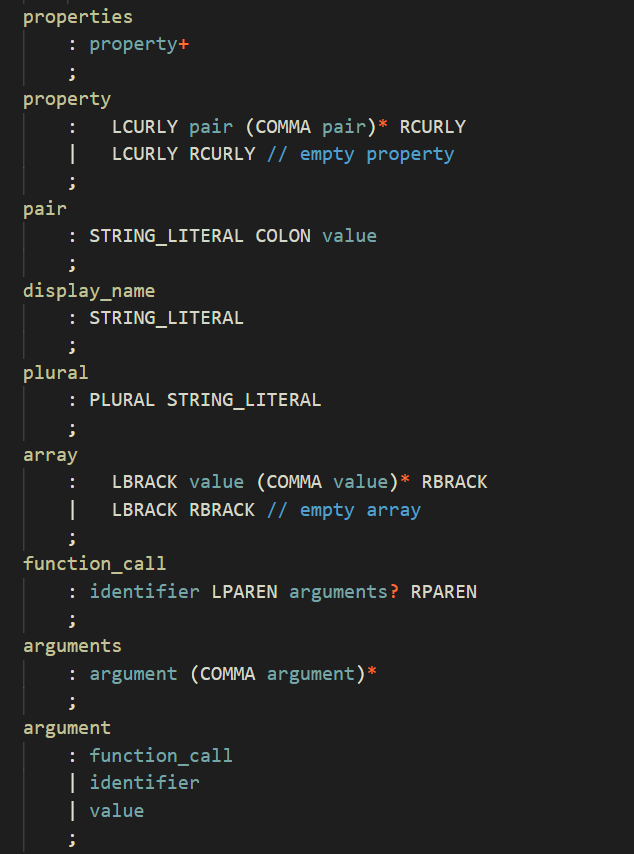 properties
    : property+
    ;
property
    :   LCURLY pair (COMMA pair)* RCURLY
    |   LCURLY RCURLY // empty property
    ;
pair
    : STRING_LITERAL COLON value
    ;
display_name
    : STRING_LITERAL
    ;
plural
    : PLURAL STRING_LITERAL
    ;
array
    :   LBRACK value (COMMA value)* RBRACK
    |   LBRACK RBRACK // empty array
    ;
function_call
    : identifier LPAREN arguments? RPAREN
    ;
arguments
    : argument (COMMA argument)*
    ;
argument
    : function_call
    | identifier
    | value
    ;